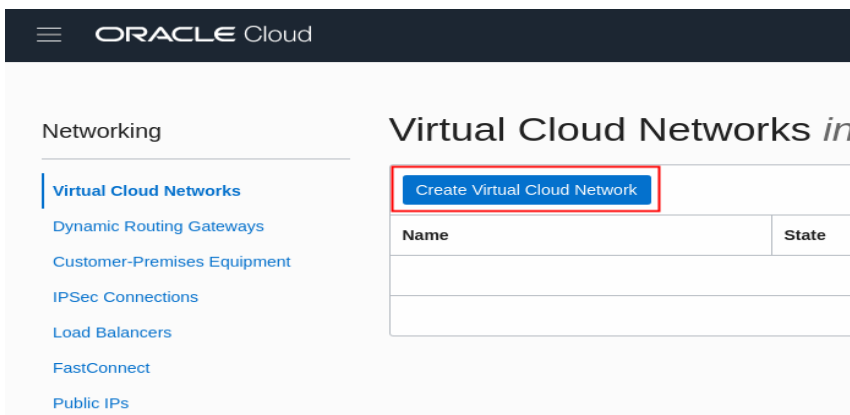 ORACLE Cloud
Networking
Virtual Cloud Networks in
Create Virtual Cloud Network
Virtual Cloud Networks
Name State
Dynamic Routing Gateways
Customer-Premises Equipment
IPSec Connections
Load Balancers
FastConnect
Public IPs